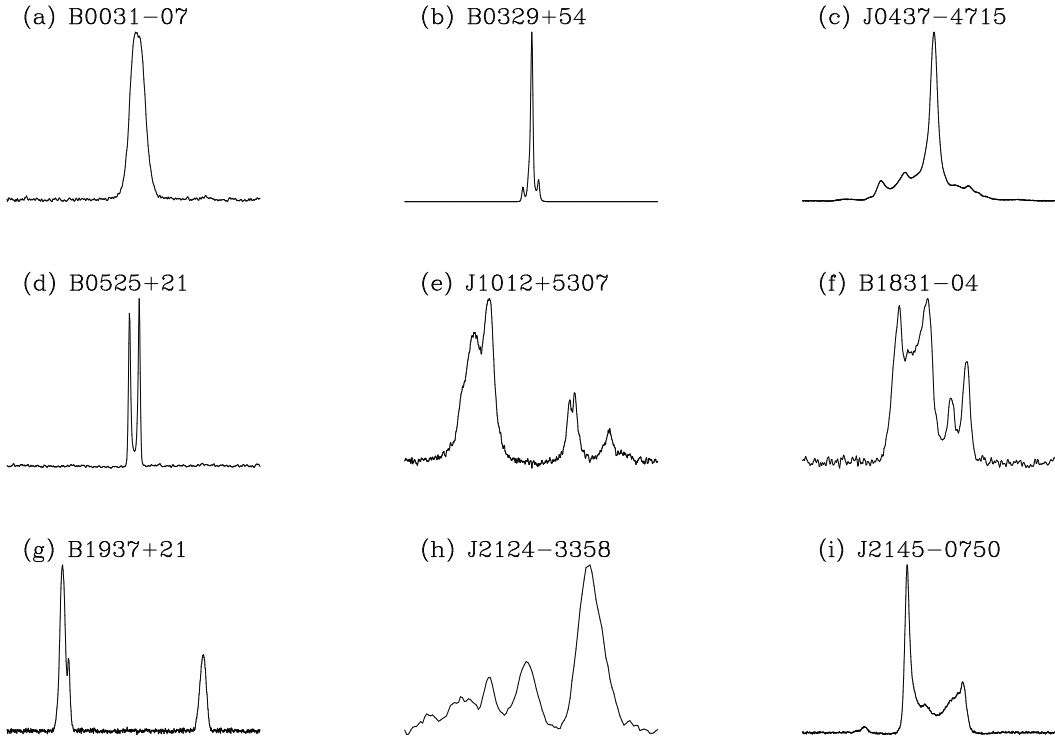 (a) B0031−07
(b) B0329+54
(c) J0437−4715
(d) B0525+21
(e) J1012+5307
(f) B1831−04
(g) B1937+21
(h) J2124−3358
(i) J2145−0750